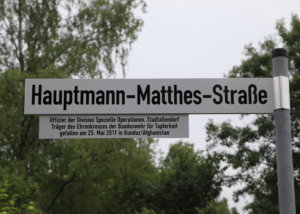 Hauptmann-Matthes-Straße
Offizier der Division Spezielle Operationen, Stadtallendorf
Träger des Ehrenkreuzes der Bundeswehr für Tapferkeit
gefallen am 25. Mai 2011 in Kunduz/Afghanistan